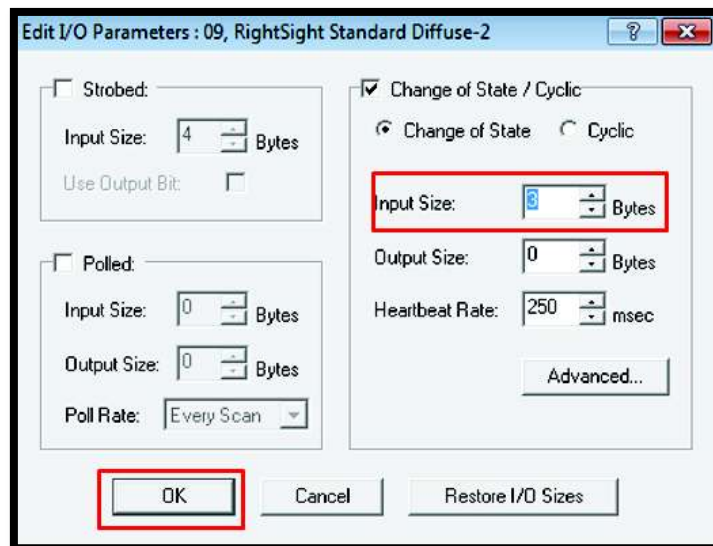 Edit I/O Parameters : 09, RightSight Standard Diffuse-2
Strobed:
Input Size: 4 Bytes
Use Output Bit:
Polled:
Input Size: 0 Bytes
Output Size: 0 Bytes
Poll Rate: Every Scan
Change of State / Cyclic
Change of State Cyclic
Input Size: 3 Bytes
Output Size: 0 Bytes
Heartbeat Rate: 250 msec
Advanced...
OK Cancel Restore I/O Sizes